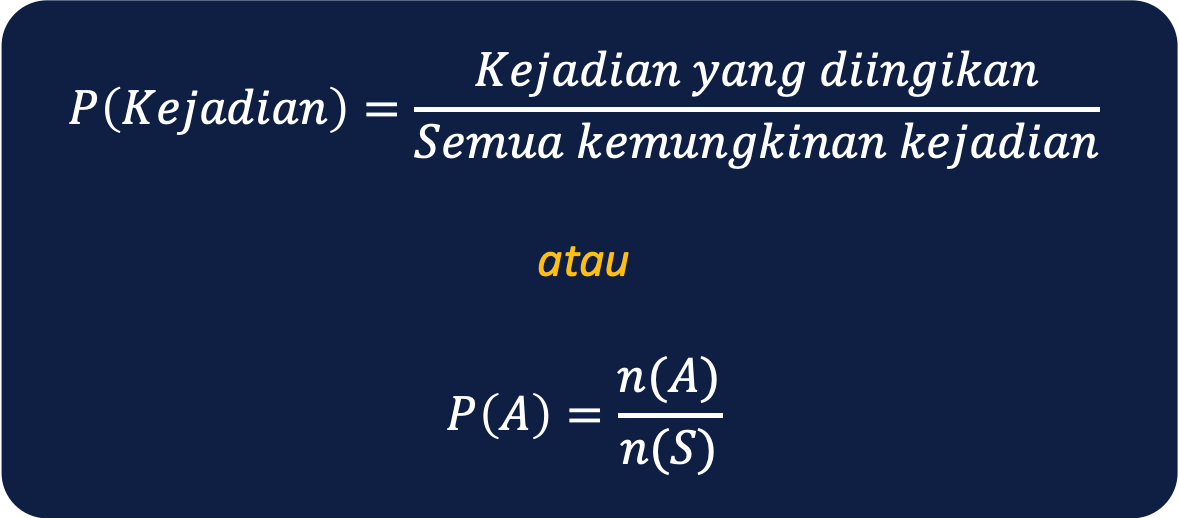 P(Kejadian) = Kejadian yang diingikan / Semua kemungkinan kejadian
atau
P(A) = n(A) / n(S)